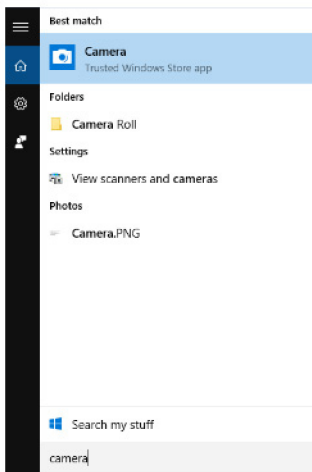 Best match
Camera
Trusted Windows Store app
Folders
Camera Roll
Settings
View scanners and cameras
Photos
Camera.PNG
Search my stuff
camera